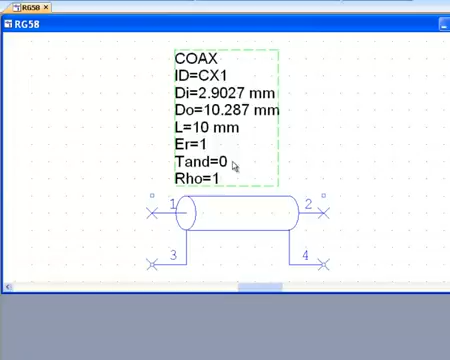 RG58
RG58
COAX
ID=CX1
Di=2.9027 mm
Do=10.287 mm
L=10 mm
Er=1
Tand=0
Rho=1
1 2
3 4